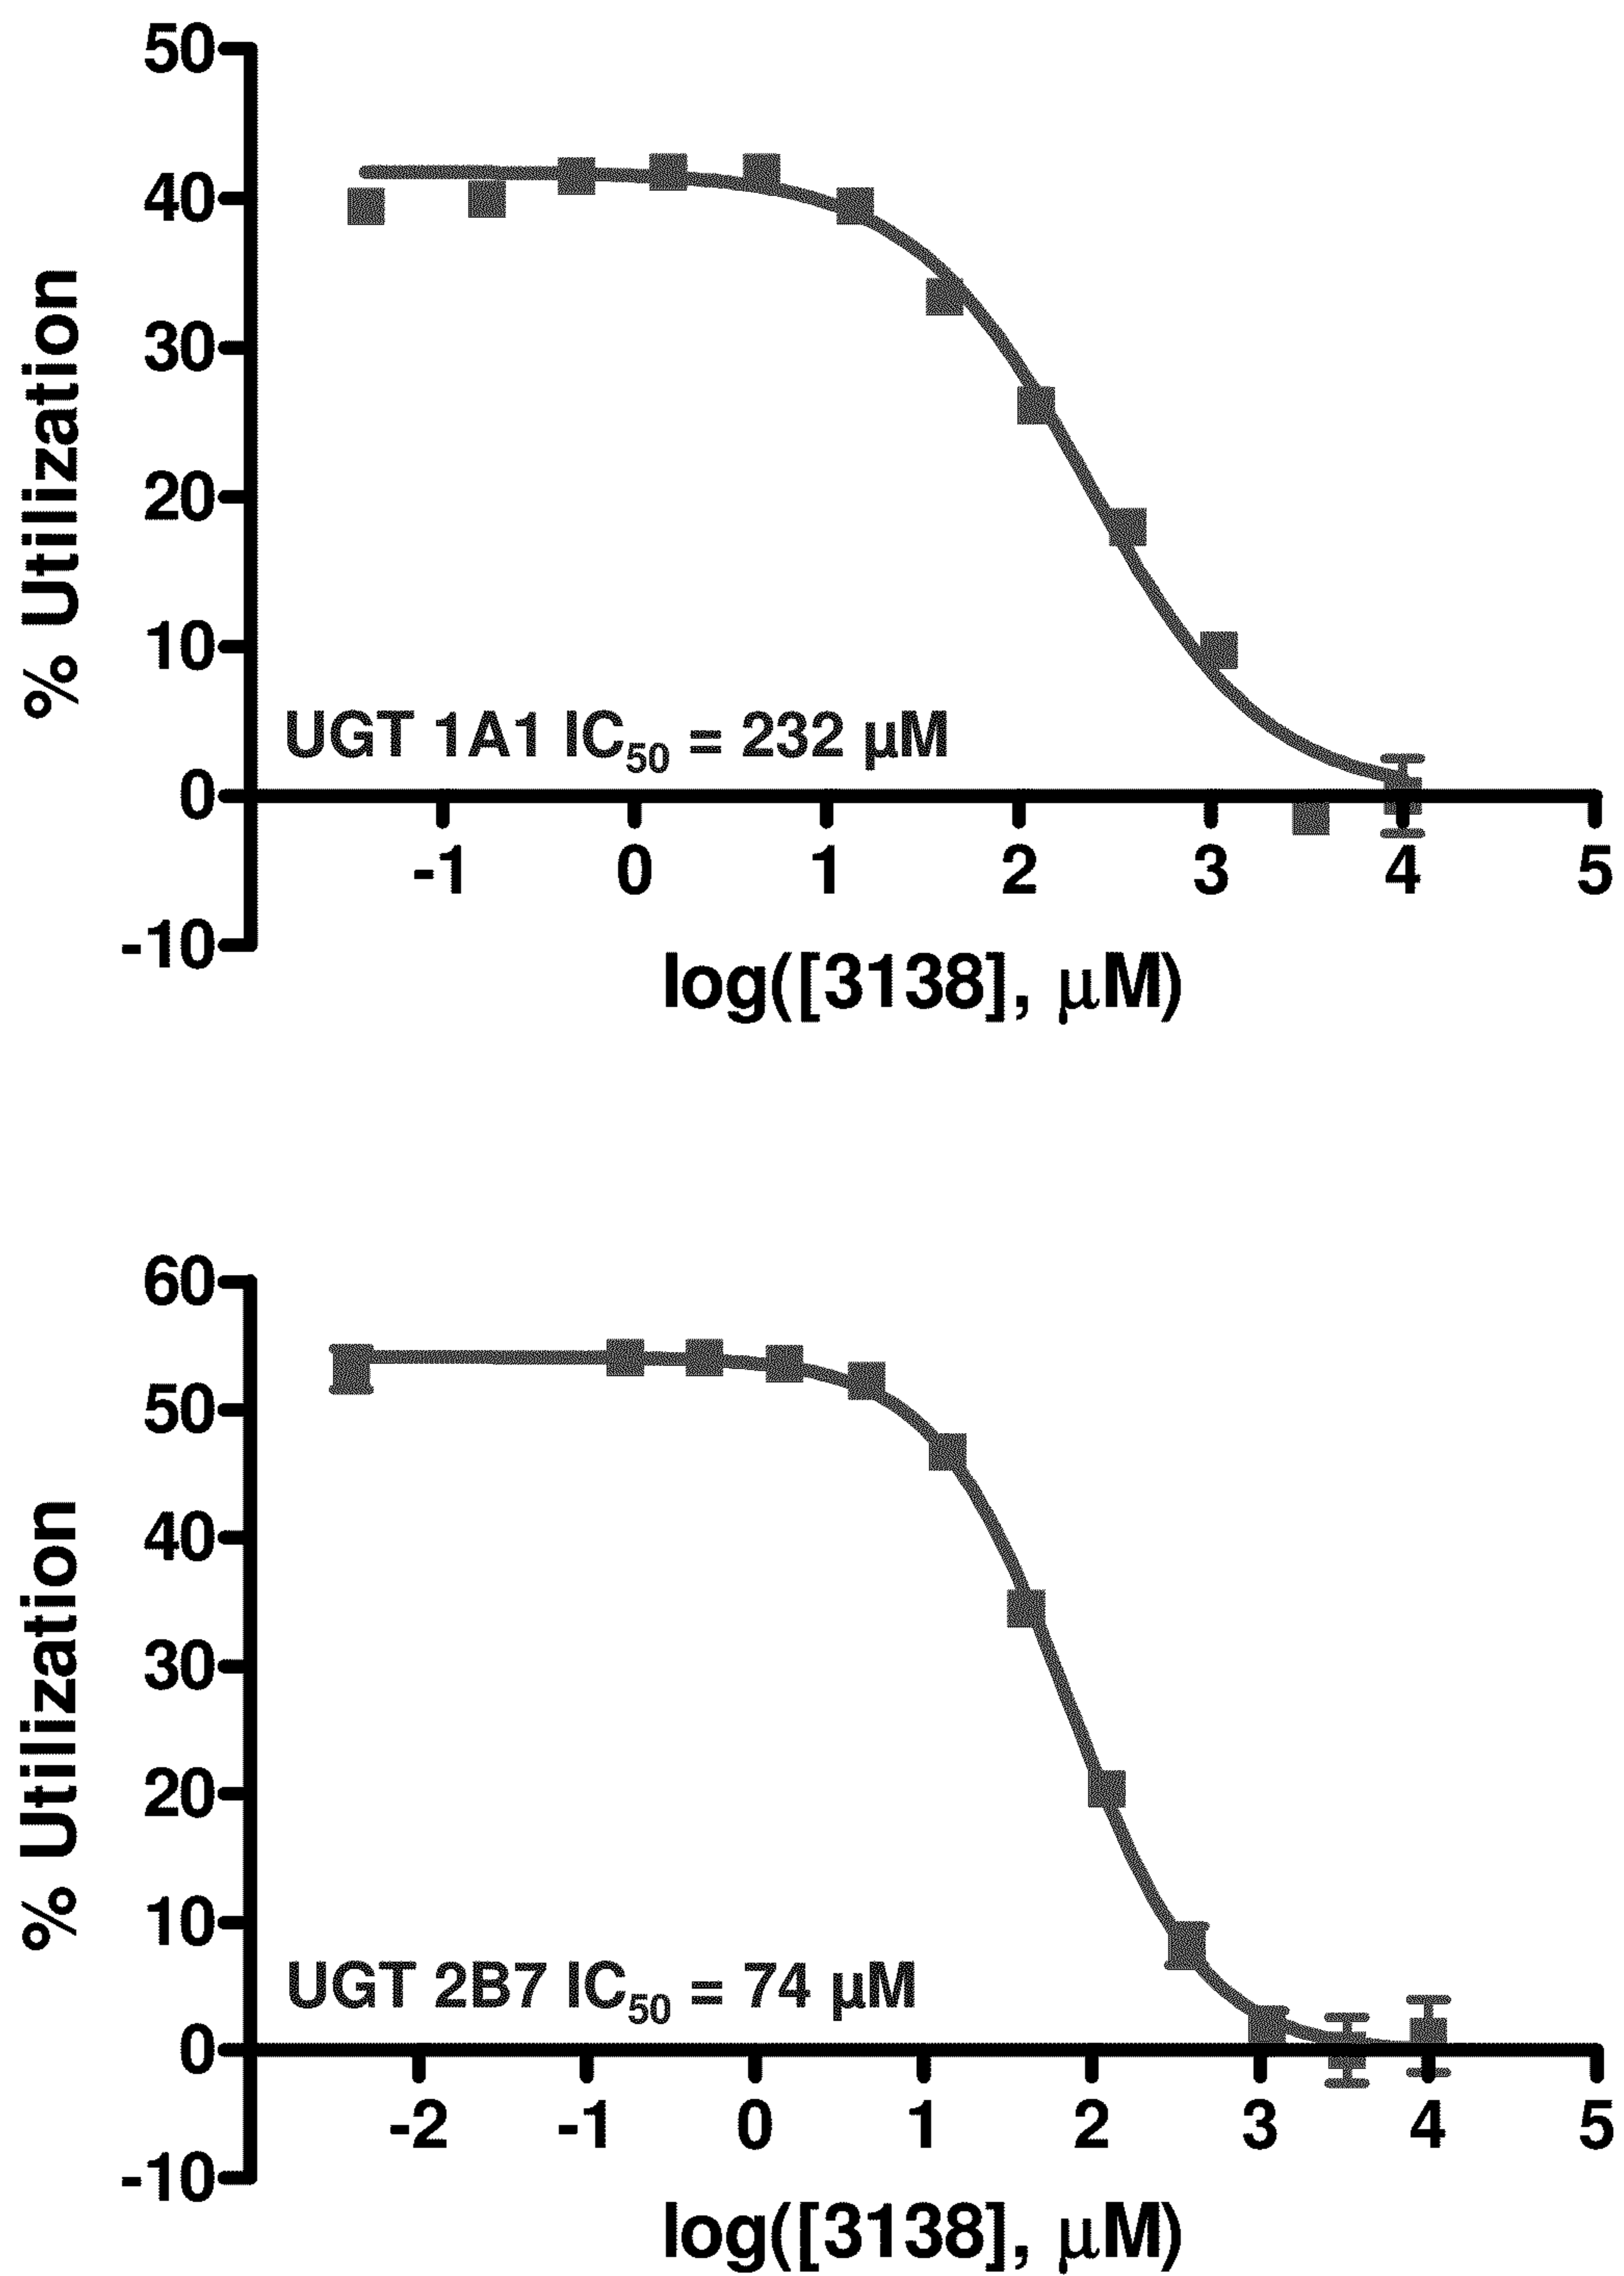 50
40
30
20
10
0
-10
% Utilization
UGT 1A1 IC50 = 232 µM
-1 0 1 2 3 4 5
log([3138], µM)
60
50
40
30
20
10
0
-10
% Utilization
UGT 2B7 IC50 = 74 µM
-2 -1 0 1 2 3 4 5
log([3138], µM)